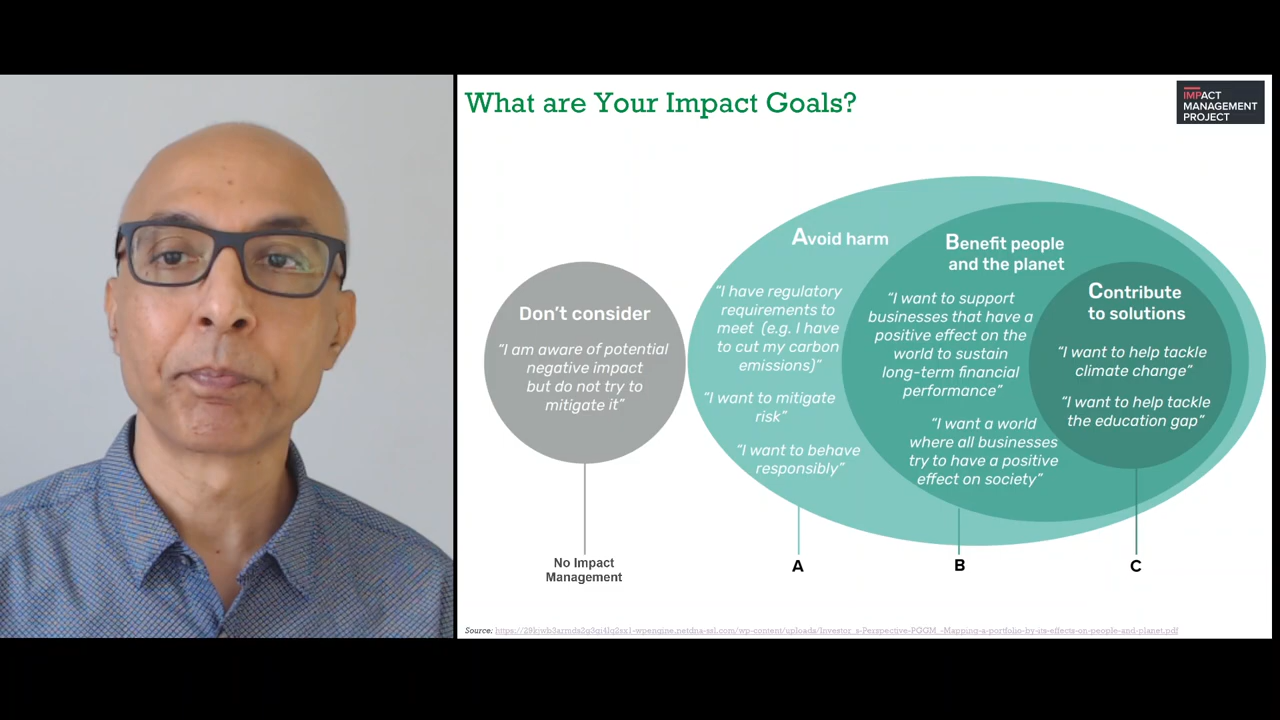 What are Your Impact Goals?
IMPACT
MANAGEMENT
PROJECT
Don't consider
"I am aware of potential
negative impact
but do not try to
mitigate it"
No Impact
Management
Avoid harm
"I have regulatory
requirements to
meet (e.g. I have
to cut my carbon
emissions)"
"I want to mitigate
risk"
"I want to behave
responsibly"
A
Benefit people
and the planet
"I want to support
businesses that have a
positive effect on the
world to sustain
long-term financial
performance"
"I want a world
where all businesses
try to have a positive
effect on society"
B
Contribute
to solutions
"I want to help tackle
climate change"
"I want to help tackle
the education gap"
C
Source: